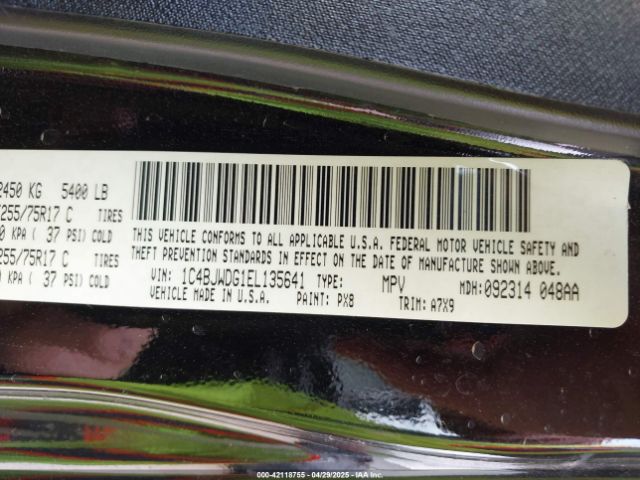 2450 KG 5400 LB
255/75R17 C TIRES
0 KPA ( 37 PSI) COLD
255/75R17 C TIRES
0 KPA ( 37 PSI) COLD
THIS VEHICLE CONFORMS TO ALL APPLICABLE U.S.A. FEDERAL MOTOR VEHICLE SAFETY AND
THEFT PREVENTION STANDARDS IN EFFECT ON THE DATE OF MANUFACTURE SHOWN ABOVE.
VIN: 1C4BJWDG1EL135641 TYPE: MPV MDH: 092314 048AA
VEHICLE MADE IN U.S.A. PAINT: PX8 TRIM: A7X9
000-42118755 - 04/29/2025 - IAA Inc.